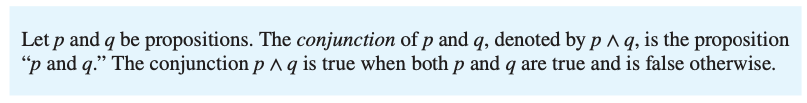 Let p and q be propositions. The conjunction of p and q, denoted by p ∧ q, is the proposition
“p and q.” The conjunction p ∧ q is true when both p and q are true and is false otherwise.